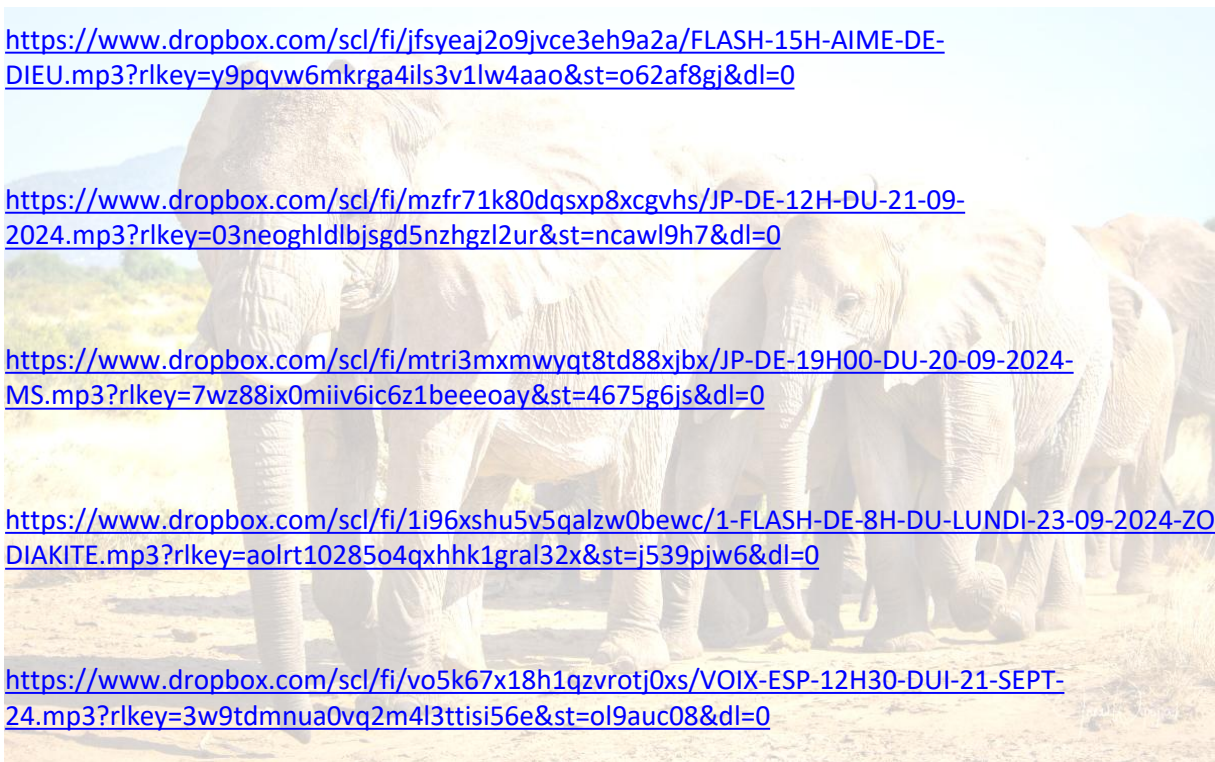 https://www.dropbox.com/scl/fi/jfsyeaj2o9jvce3eh9a2a/FLASH-15H-AIME-DE-
DIEU.mp3?rlkey=y9pqvw6mkrga4ils3v1lw4aao&st=o62af8gj&dl=0
https://www.dropbox.com/scl/fi/mzfr71k80dqsxp8xcgvhs/JP-DE-12H-DU-21-09-
2024.mp3?rlkey=03neoghldlbjsgd5nzhgzl2ur&st=ncawl9h7&dl=0
https://www.dropbox.com/scl/fi/mtri3mxmwyqt8td88xjbx/JP-DE-19H00-DU-20-09-2024-
MS.mp3?rlkey=7wz88ix0miiv6ic6z1beeeoay&st=4675g6js&dl=0
https://www.dropbox.com/scl/fi/1i96xshu5v5qalzw0bewc/1-FLASH-DE-8H-DU-LUNDI-23-09-2024-ZO
DIAKITE.mp3?rlkey=aolrt10285o4qxhhk1gral32x&st=j539pjw6&dl=0
https://www.dropbox.com/scl/fi/vo5k67x18h1qzvrotj0xs/VOIX-ESP-12H30-DUI-21-SEPT-
24.mp3?rlkey=3w9tdmnua0vq2m4l3ttisi56e&st=ol9auc08&dl=0